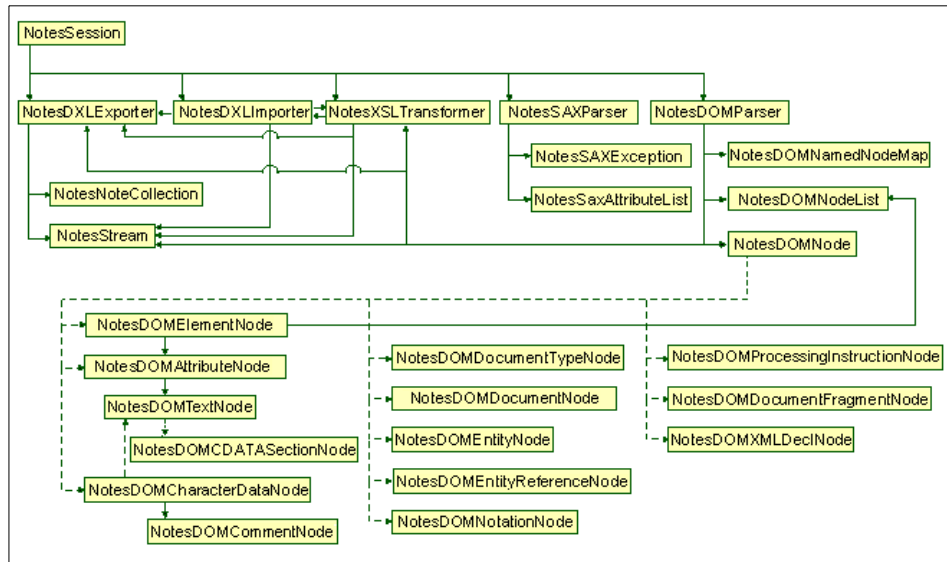 NotesSession
NotesDXLExporter
NotesDXLImporter
NotesXSLTransformer
NotesSAXParser
NotesDOMParser
NotesSAXException
NotesDOMNamedNodeMap
NotesNoteCollection
NotesSaxAttributeList
NotesDOMNodeList
NotesStream
NotesDOMNode
NotesDOMElementNode
NotesDOMAttributeNode
NotesDOMTextNode
NotesDOMCDATASectionNode
NotesDOMCharacterDataNode
NotesDOMCommentNode
NotesDOMDocumentTypeNode
NotesDOMDocumentNode
NotesDOMEntityNode
NotesDOMEntityReferenceNode
NotesDOMNotationNode
NotesDOMProcessingInstructionNode
NotesDOMDocumentFragmentNode
NotesDOMXMLDeclNode